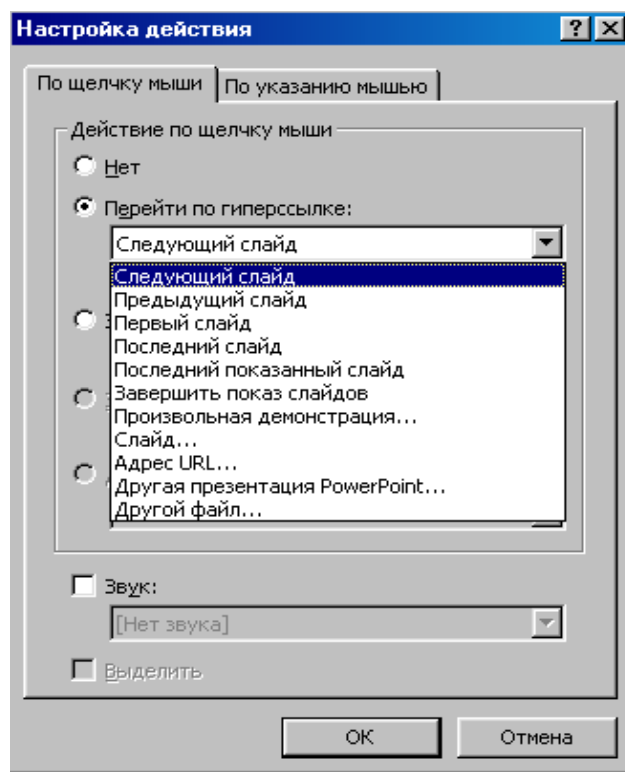 Настройка действия
По щелчку мыши По указанию мышью
Действие по щелчку мыши
Нет
Перейти по гиперссылке:
Следующий слайд
Следующий слайд
Предыдущий слайд
Первый слайд
Последний слайд
Последний показанный слайд
Завершить показ слайдов
Произвольная демонстрация...
Слайд...
Адрес URL...
Другая презентация PowerPoint...
Другой файл...
Звук:
[Нет звука]
Выделить
ОК Отмена